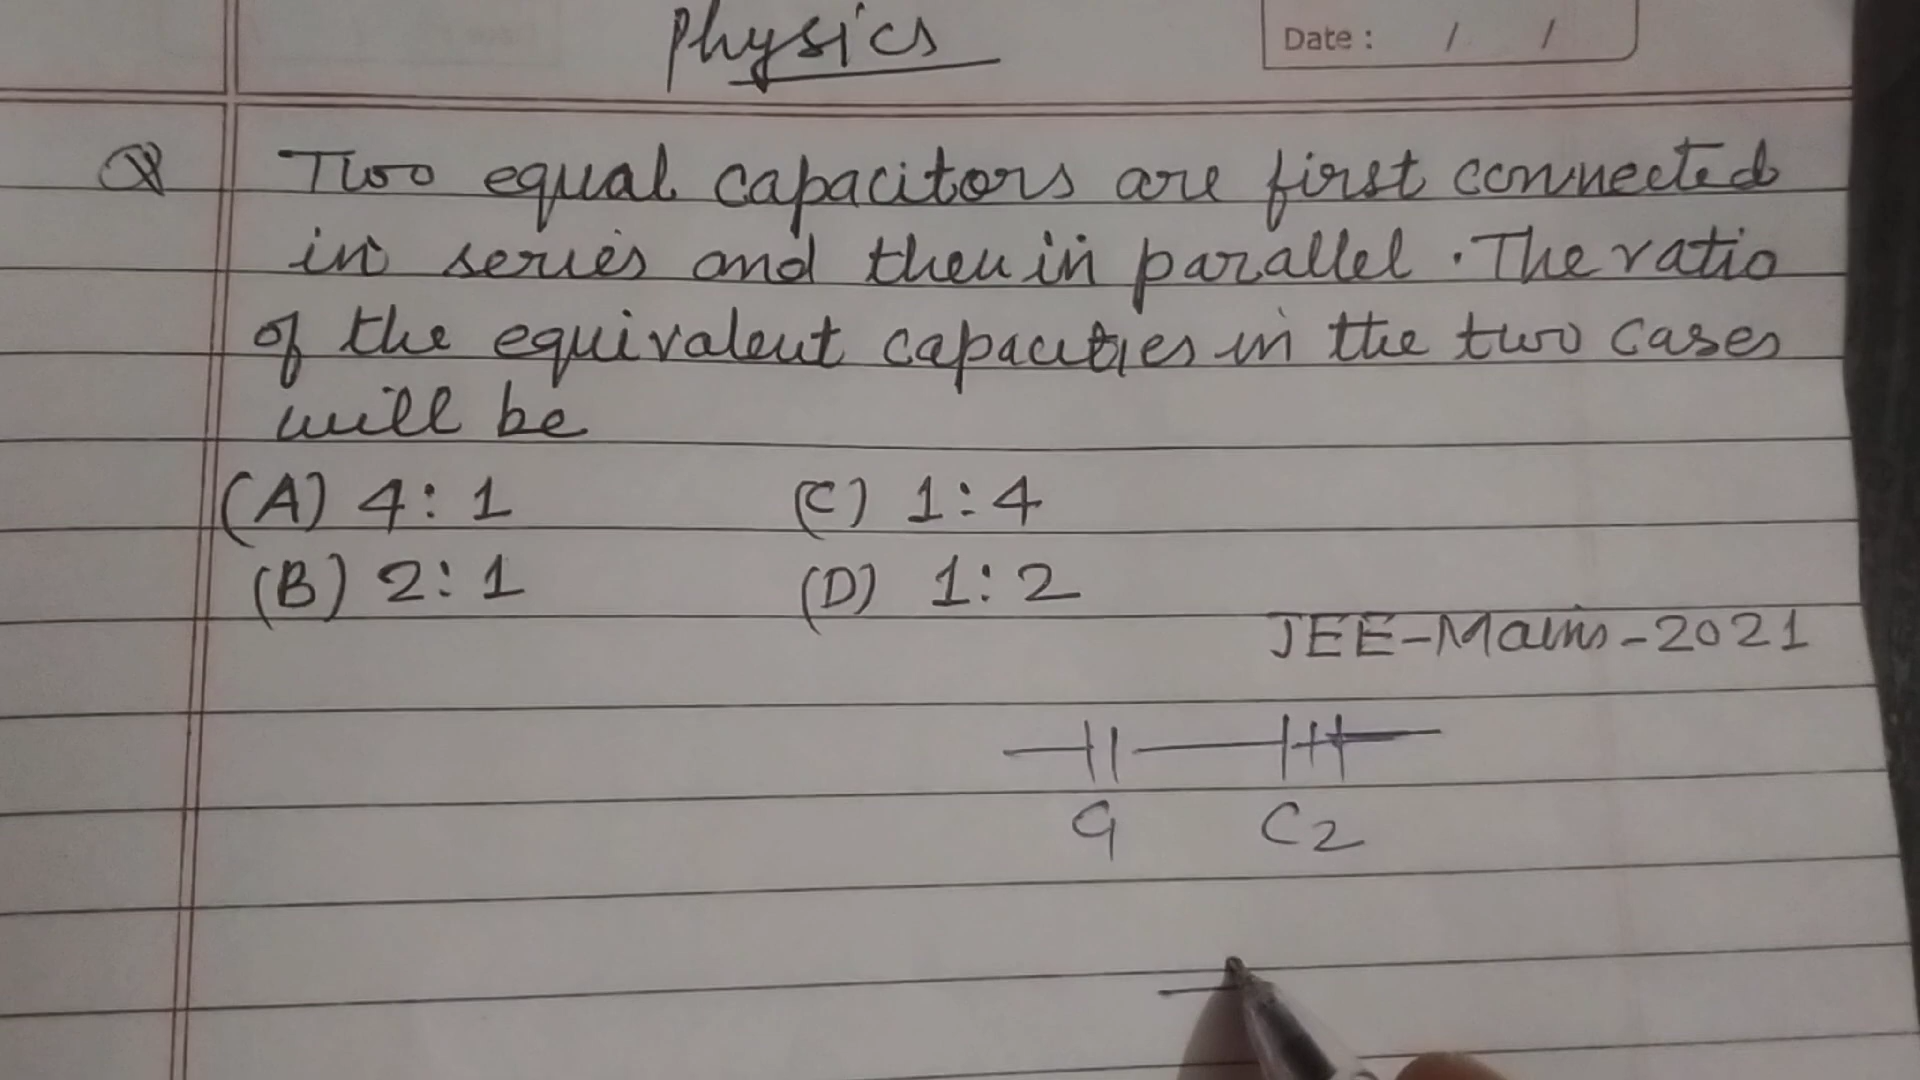 Physics
Date : / /
Q Two equal capacitors are first connected
in series and then in parallel. The ratio
of the equivalent capacities in the two cases
will be
(A) 4:1 (C) 1:4
(B) 2:1 (D) 1:2
JEE-Mains-2021
C1 C2